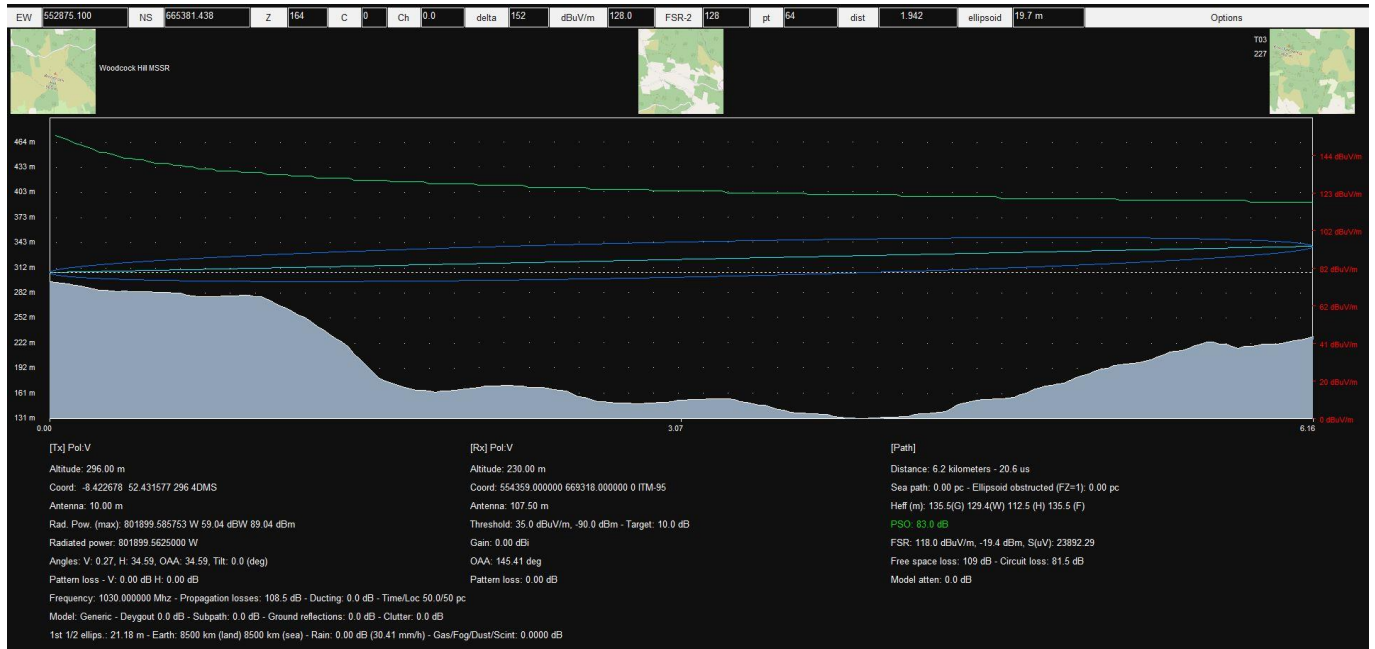 EW 552875.100 NS 665381.438 Z 164 C 0 Ch 0.0 delta 152 dBuV/m 128.0 FSR-2 128 pt 64 dist 1.942 ellipsoid 19.7 m Options
Woodcock Hill MSSR
T03
227
464 m
433 m
403 m
373 m
343 m
312 m
282 m
252 m
222 m
192 m
161 m
131 m
144 dBuV/m
123 dBuV/m
102 dBuV/m
82 dBuV/m
62 dBuV/m
41 dBuV/m
20 dBuV/m
0 dBuV/m
0.00 3.07 6.16
[Tx] Pol:V
Altitude: 296.00 m
Coord: -8.422678 52.431577 296 4DMS
Antenna: 10.00 m
Rad. Pow. (max): 801899.585753 W 59.04 dBW 89.04 dBm
Radiated power: 801899.5625000 W
Angles: V: 0.27, H: 34.59, OAA: 34.59, Tilt: 0.0 (deg)
Pattern loss - V: 0.00 dB H: 0.00 dB
Frequency: 1030.000000 Mhz - Propagation losses: 108.5 dB - Ducting: 0.0 dB - Time/Loc 50.0/50 pc
Model: Generic - Deygout 0.0 dB - Subpath: 0.0 dB - Ground reflections: 0.0 dB - Clutter: 0.0 dB
1st 1/2 ellips.: 21.18 m - Earth: 8500 km (land) 8500 km (sea) - Rain: 0.00 dB (30.41 mm/h) - Gas/Fog/Dust/Scint: 0.0000 dB
[Rx] Pol:V
Altitude: 230.00 m
Coord: 554359.000000 669318.000000 0 ITM-95
Antenna: 107.50 m
Threshold: 35.0 dBuV/m, -90.0 dBm - Target: 10.0 dB
Gain: 0.00 dBi
OAA: 145.41 deg
Pattern loss: 0.00 dB
[Path]
Distance: 6.2 kilometers - 20.6 us
Sea path: 0.00 pc - Ellipsoid obstructed (FZ=1): 0.00 pc
Heff (m): 135.5(G) 129.4(W) 112.5 (H) 135.5 (F)
PSO: 83.0 dB
FSR: 118.0 dBuV/m, -19.4 dBm, S(uV): 23892.29
Free space loss: 109 dB - Circuit loss: 81.5 dB
Model atten: 0.0 dB